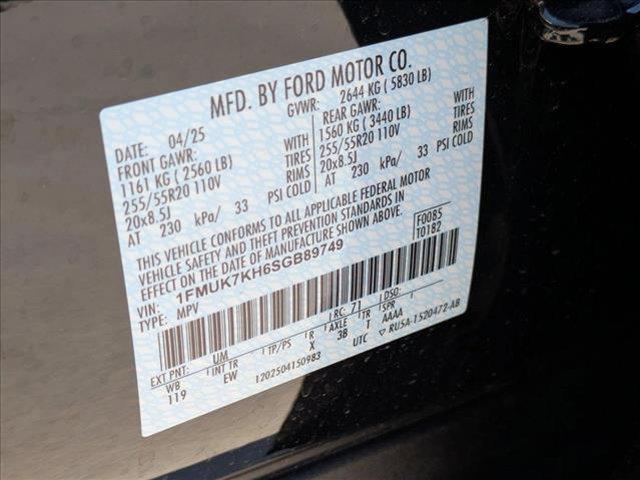 MFD. BY FORD MOTOR CO.
DATE: 04/25 GVWR: 2644 KG ( 5830 LB)
FRONT GAWR: REAR GAWR:
1161 KG ( 2560 LB) WITH 1560 KG ( 3440 LB) WITH
255/55R20 110V TIRES 255/55R20 110V TIRES
20x8.5J RIMS 20x8.5J RIMS
AT 230 kPa/ 33 PSI COLD AT 230 kPa/ 33 PSI COLD
THIS VEHICLE CONFORMS TO ALL APPLICABLE FEDERAL MOTOR
VEHICLE SAFETY AND THEFT PREVENTION STANDARDS IN
EFFECT ON THE DATE OF MANUFACTURE SHOWN ABOVE.
F0085
T0182
VIN: 1FMUK7KH6SGB89749
TYPE: MPV
EXT PNT: UM RC: 71 DSO:
WB INT TR TP/PS R AXLE TR SPR
119 EW X 3B T AAAA
1202504150983 UTC ▽ RU5A-1520472-AB